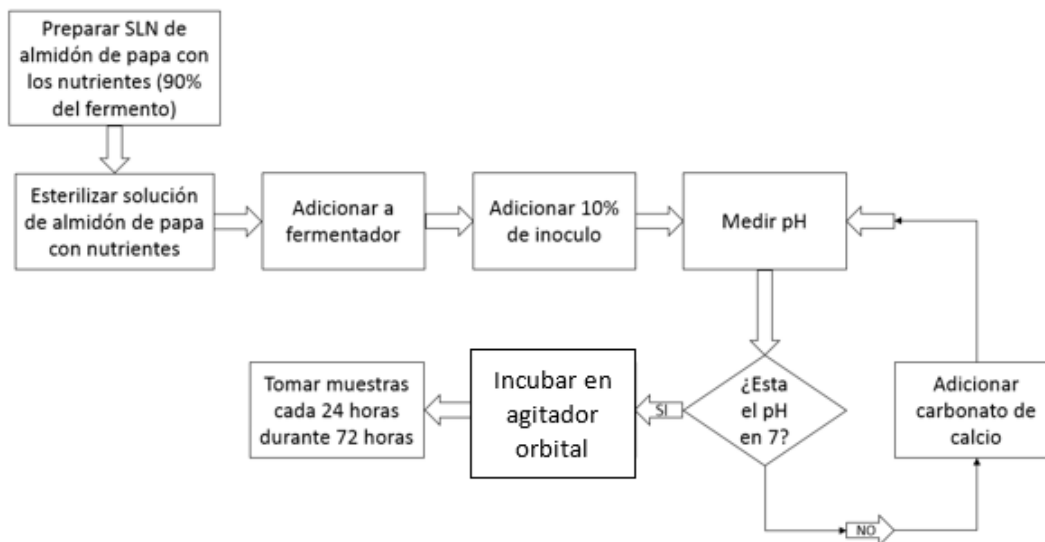 Preparar SLN de
almidón de papa con
los nutrientes (90%
del fermento)
Esterilizar solución
de almidón de papa
con nutrientes
Adicionar a
fermentador
Adicionar 10%
de inoculo
Medir pH
¿Esta
el pH
en 7?
SI
Incubar en
agitador
orbital
Tomar muestras
cada 24 horas
durante 72 horas
NO
Adicionar
carbonato de
calcio